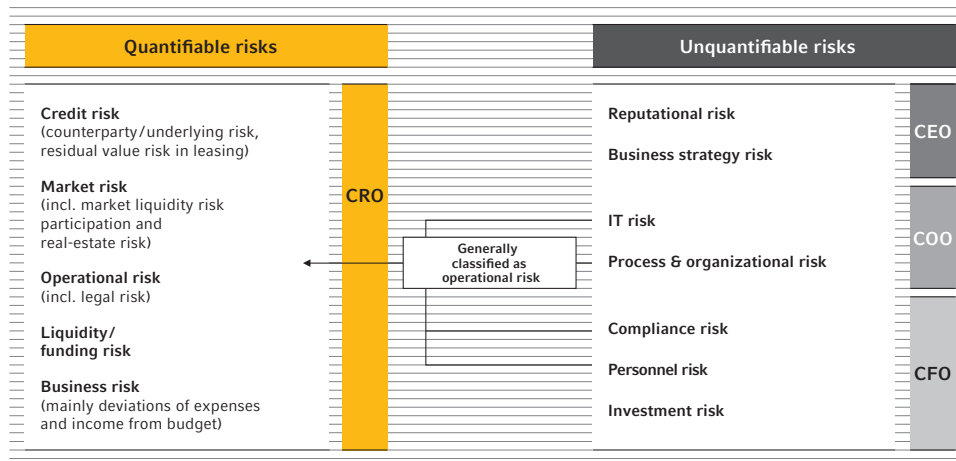 Quantifiable risks
Unquantifiable risks
Credit risk
(counterparty/underlying risk,
residual value risk in leasing)
Market risk
(incl. market liquidity risk
participation and
real-estate risk)
Operational risk
(incl. legal risk)
Liquidity/
funding risk
Business risk
(mainly deviations of expenses
and income from budget)
CRO
Generally
classified as
operational risk
Reputational risk
Business strategy risk
IT risk
Process & organizational risk
Compliance risk
Personnel risk
Investment risk
CEO
COO
CFO